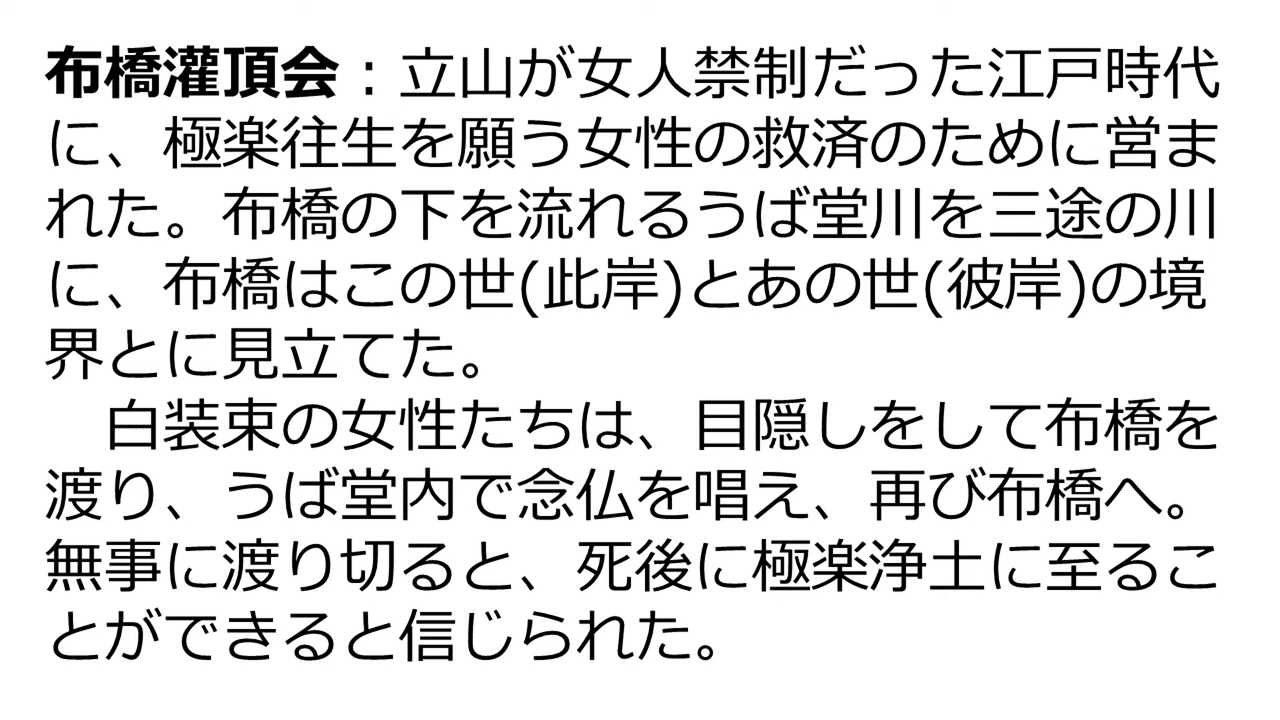 布橋灌頂会：立山が女人禁制だった江戸時代
に、極楽往生を願う女性の救済のために営ま
れた。布橋の下を流れるうば堂川を三途の川
に、布橋はこの世(此岸)とあの世(彼岸)の境
界とに見立てた。
　白装束の女性たちは、目隠しをして布橋を
渡り、うば堂内で念仏を唱え、再び布橋へ。
無事に渡り切ると、死後に極楽浄土に至るこ
とができると信じられた。